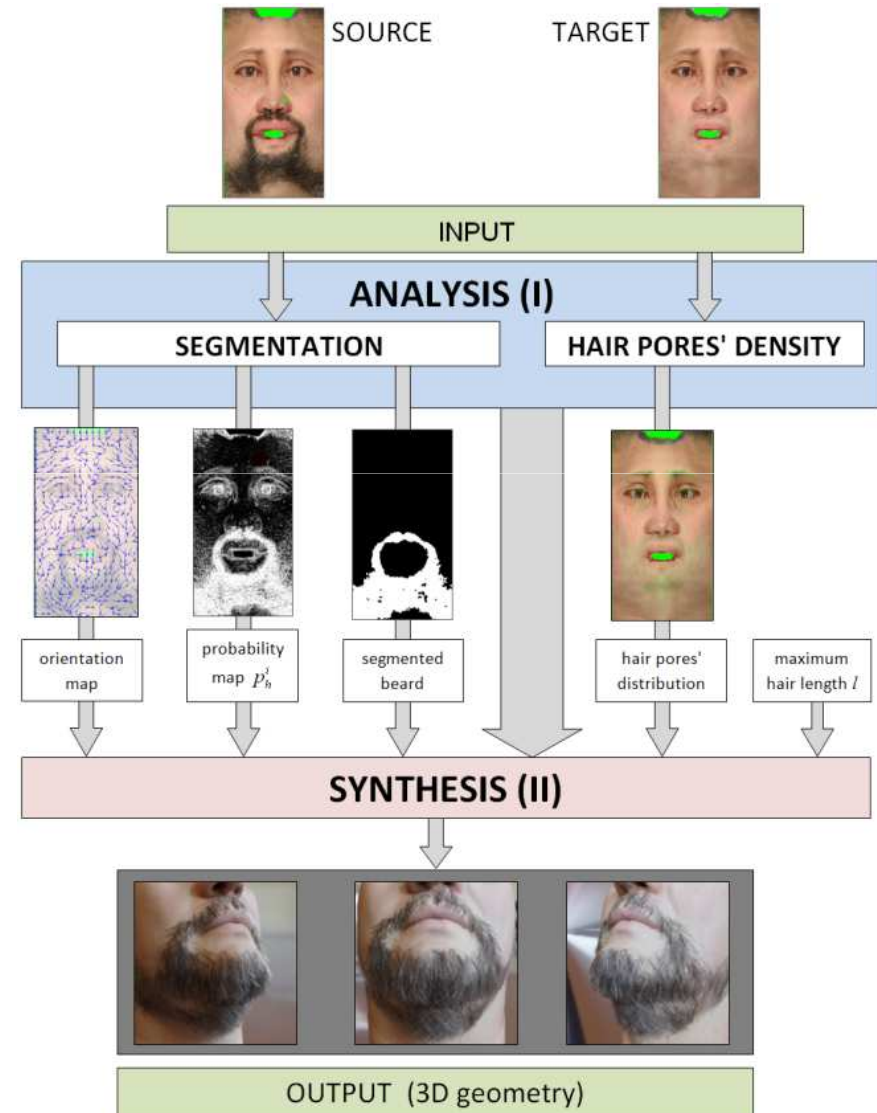 SOURCE
TARGET
INPUT
ANALYSIS (I)
SEGMENTATION
HAIR PORES' DENSITY
orientation
map
probability
map p_h^i
segmented
beard
hair pores'
distribution
maximum
hair length l
SYNTHESIS (II)
OUTPUT (3D geometry)